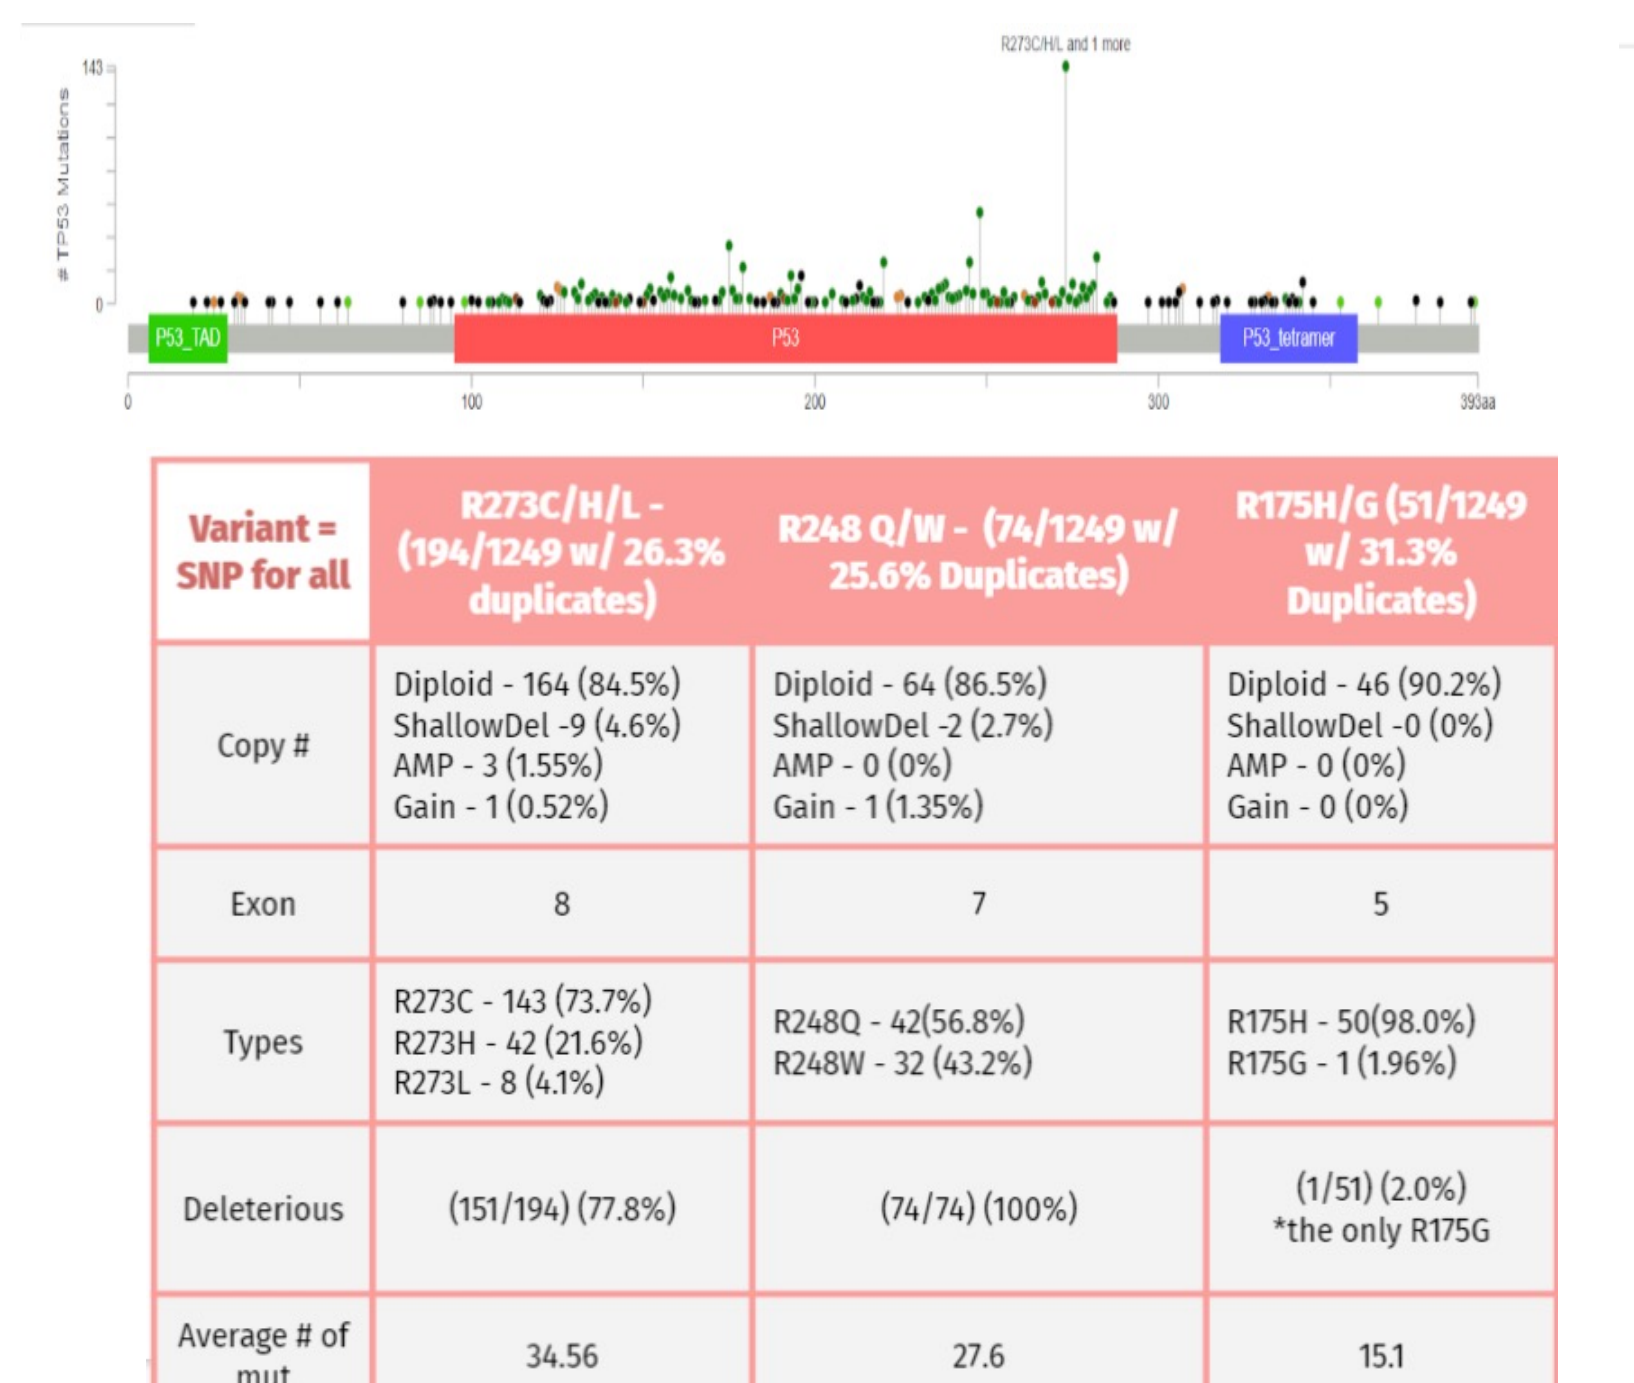 R273C/H/L and 1 more
143
# TP53 Mutations
0
P53_TAD
P53
P53_tetramer
0
100
200
300
393aa
Variant =
SNP for all
R273C/H/L -
(194/1249 w/ 26.3%
duplicates)
R248 Q/W - (74/1249 w/
25.6% Duplicates)
R175H/G (51/1249
w/ 31.3%
Duplicates)
Copy #
Diploid - 164 (84.5%)
ShallowDel -9 (4.6%)
AMP - 3 (1.55%)
Gain - 1 (0.52%)
Diploid - 64 (86.5%)
ShallowDel -2 (2.7%)
AMP - 0 (0%)
Gain - 1 (1.35%)
Diploid - 46 (90.2%)
ShallowDel -0 (0%)
AMP - 0 (0%)
Gain - 0 (0%)
Exon
8
7
5
Types
R273C - 143 (73.7%)
R273H - 42 (21.6%)
R273L - 8 (4.1%)
R248Q - 42(56.8%)
R248W - 32 (43.2%)
R175H - 50(98.0%)
R175G - 1 (1.96%)
Deleterious
(151/194) (77.8%)
(74/74) (100%)
(1/51) (2.0%)
*the only R175G
Average # of
mut
34.56
27.6
15.1